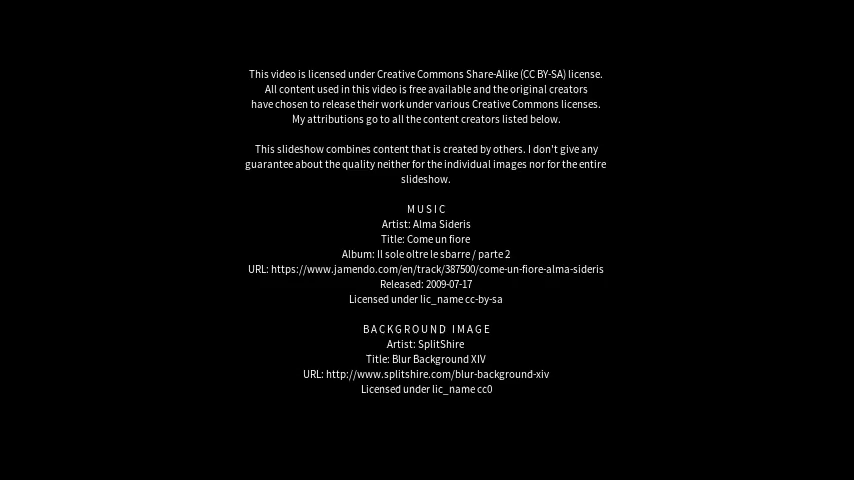 This video is licensed under Creative Commons Share-Alike (CC BY-SA) license.
All content used in this video is free available and the original creators
have chosen to release their work under various Creative Commons licenses.
My attributions go to all the content creators listed below.
This slideshow combines content that is created by others. I don't give any
guarantee about the quality neither for the individual images nor for the entire
slideshow.
MUSIC
Artist: Alma Sideris
Title: Come un fiore
Album: Il sole oltre le sbarre / parte 2
URL: https://www.jamendo.com/en/track/387500/come-un-fiore-alma-sideris
Released: 2009-07-17
Licensed under lic_name cc-by-sa
BACKGROUND IMAGE
Artist: SplitShire
Title: Blur Background XIV
URL: http://www.splitshire.com/blur-background-xiv
Licensed under lic_name cc0